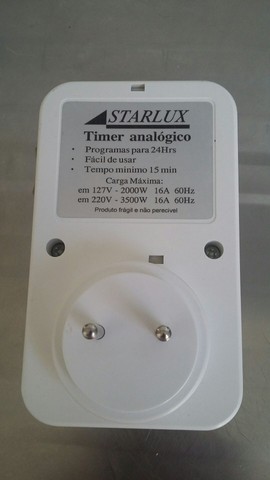 STARLUX
Timer analógico
• Programas para 24Hrs
• Fácil de usar
• Tempo mínimo 15 min
Carga Máxima:
em 127V - 2000W 16A 60Hz
em 220V - 3500W 16A 60Hz
Produto frágil e não perecivel